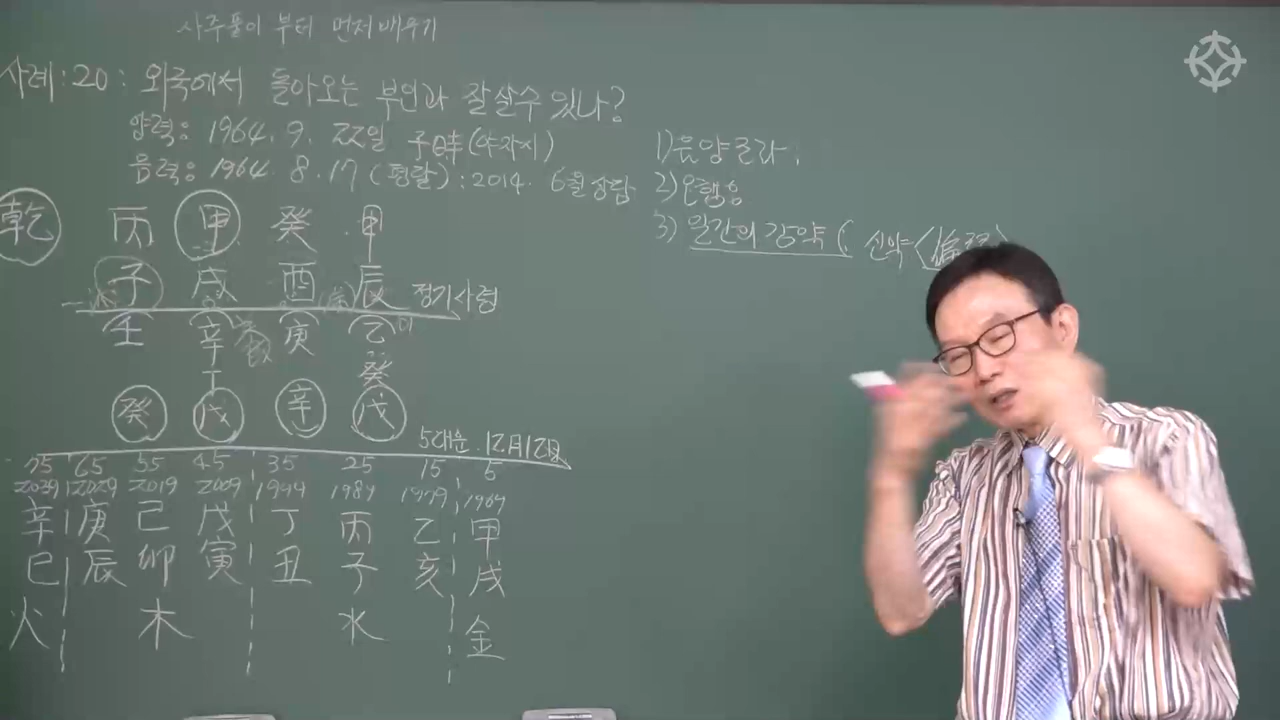 사주풀이 부터 먼저 배우기
사례: 20 : 외국에서 돌아오는 부인과 잘살수 있나?
양력: 1964. 9. 22일 子時 (야자시)
음력: 1964. 8. 17 (평달) : 2014. 6월 상담
乾 丙 甲 癸 甲
子 戌 酉 辰 정기사령
壬 辛 庚 乙
丁 癸
癸 戊 辛 戊
5대운 12月12日
75 65 55 45 35 25 15 5
2039 2029 2019 2009 1999 1989 1979 1969
辛 庚 己 戊 丁 丙 乙 甲
巳 辰 卯 寅 丑 子 亥 戌
火 木 水 金
1) 음양
2) 오행
3) 일간의 강약 ( 신약